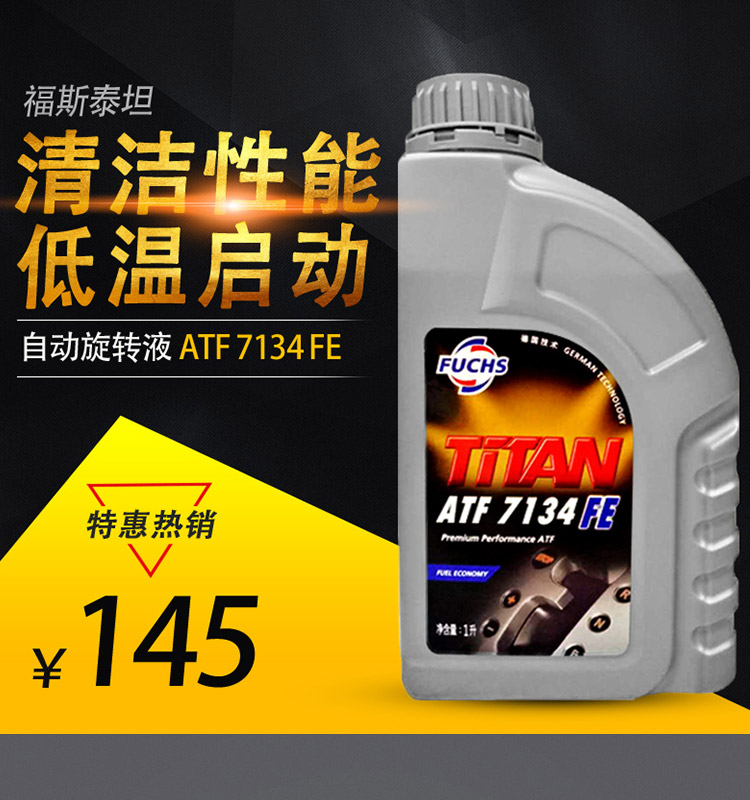 福斯泰坦
清洁性能
低温启动
自动旋转液 ATF 7134 FE
特惠热销
¥145
德国技术 GERMAN TECHNOLOGY
FUCHS
TiTAN
ATF 7134 FE
Premium Performance ATF
FUEL ECONOMY
+
R
N
-
净含量:1升